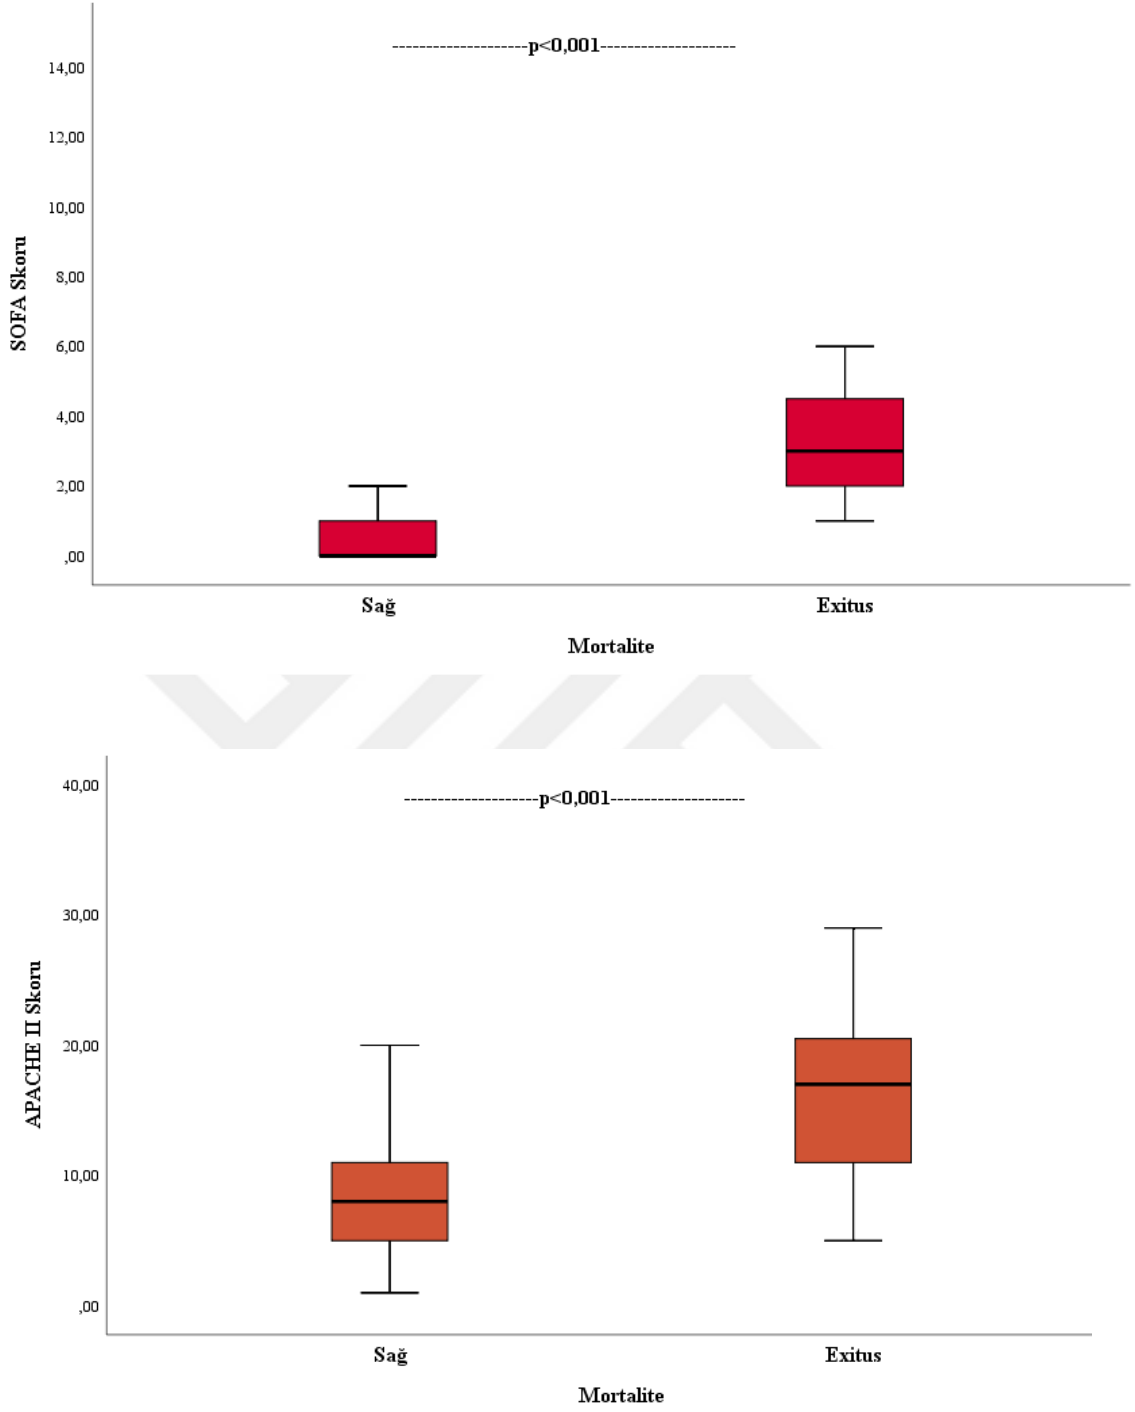 --------------------p<0,001--------------------
14,00
12,00
10,00
8,00
6,00
4,00
2,00
,00
SOFA Skoru
Sağ Exitus
Mortalite
--------------------p<0,001--------------------
40,00
30,00
20,00
10,00
,00
APACHE II Skoru
Sağ Exitus
Mortalite